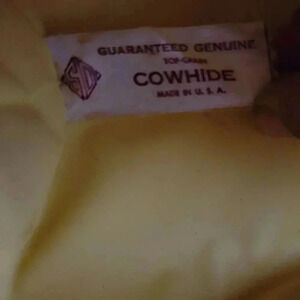 GUARANTEED GENUINE
TOP-GRAIN
COWHIDE
MADE IN U. S. A.